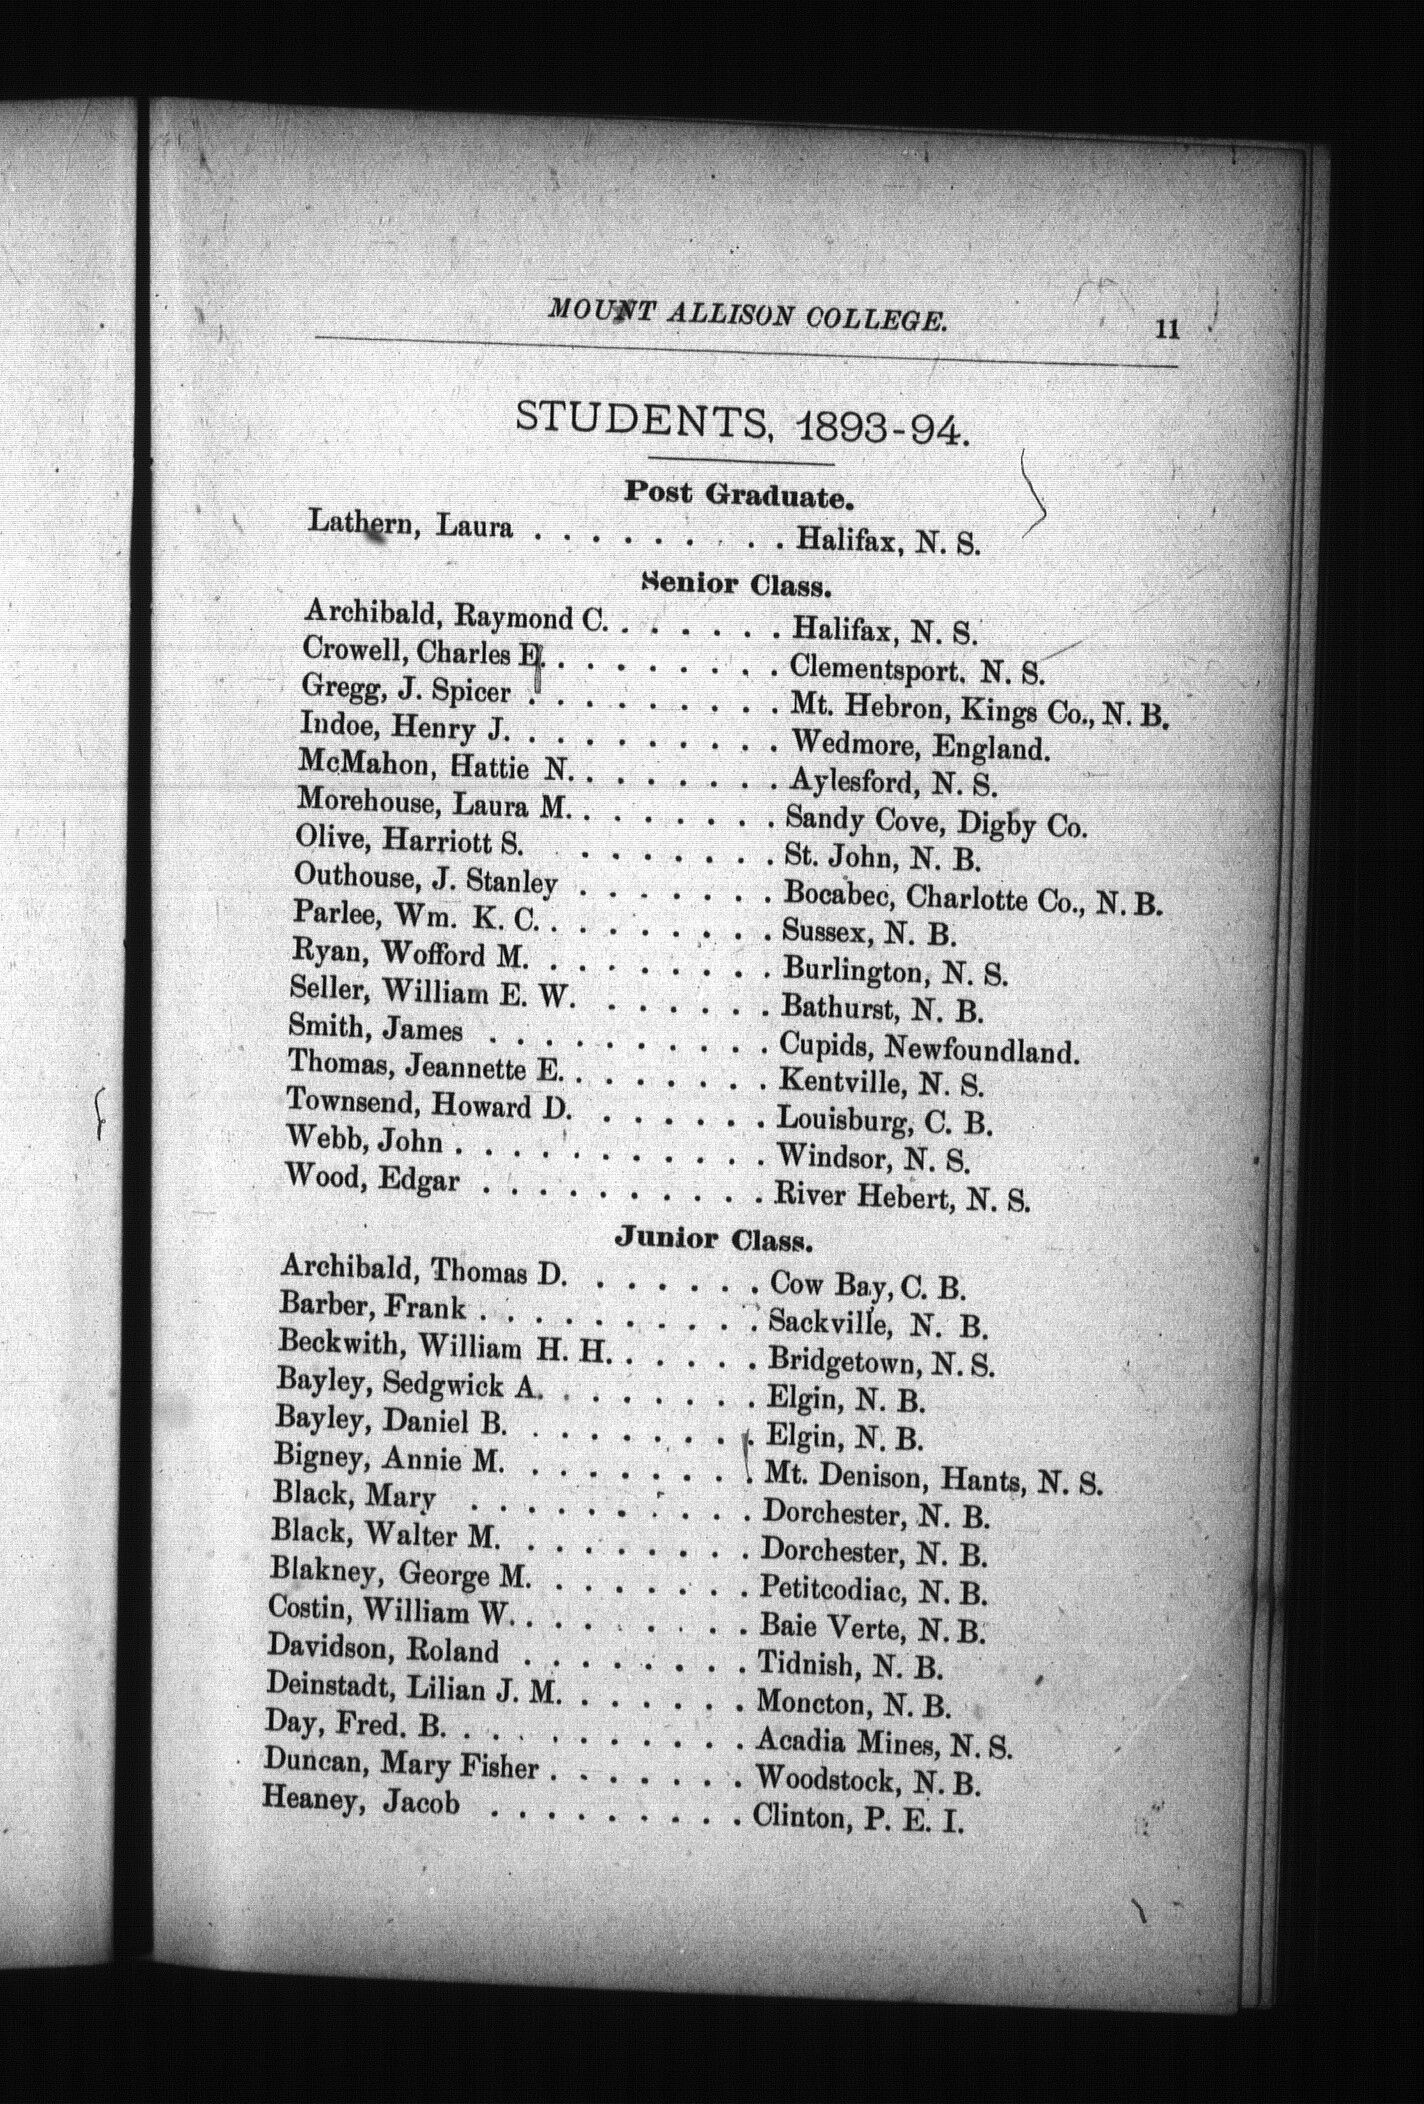 MOUNT ALLISON COLLEGE. 11
STUDENTS, 1893-94.
Post Graduate.
Lathern, Laura . . . . . . . . . Halifax, N. S.
Senior Class.
Archibald, Raymond C. . . . . . . Halifax, N. S.
Crowell, Charles E. . . . . . . . . Clementsport, N. S.
Gregg, J. Spicer . . . . . . . . . Mt. Hebron, Kings Co., N. B.
Indoe, Henry J. . . . . . . . . . Wedmore, England.
McMahon, Hattie N. . . . . . . . Aylesford, N. S.
Morehouse, Laura M. . . . . . . . Sandy Cove, Digby Co.
Olive, Harriott S. . . . . . . . St. John, N. B.
Outhouse, J. Stanley . . . . . . . Bocabec, Charlotte Co., N. B.
Parlee, Wm. K. C. . . . . . . . . Sussex, N. B.
Ryan, Wofford M. . . . . . . . . Burlington, N. S.
Seller, William E. W. . . . . . . Bathurst, N. B.
Smith, James . . . . . . . . . . Cupids, Newfoundland.
Thomas, Jeannette E. . . . . . . . Kentville, N. S.
Townsend, Howard D. . . . . . . Louisburg, C. B.
Webb, John . . . . . . . . . . . Windsor, N. S.
Wood, Edgar . . . . . . . . . . River Hebert, N. S.
Junior Class.
Archibald, Thomas D. . . . . . . Cow Bay, C. B.
Barber, Frank . . . . . . . . . . Sackville, N. B.
Beckwith, William H. H. . . . . . Bridgetown, N. S.
Bayley, Sedgwick A. . . . . . . . Elgin, N. B.
Bayley, Daniel B. . . . . . . . . Elgin, N. B.
Bigney, Annie M. . . . . . . . . Mt. Denison, Hants, N. S.
Black, Mary . . . . . . . . . . Dorchester, N. B.
Black, Walter M. . . . . . . . . Dorchester, N. B.
Blakney, George M. . . . . . . . Petitcodiac, N. B.
Costin, William W. . . . . . . . . Baie Verte, N. B.
Davidson, Roland . . . . . . . . Tidnish, N. B.
Deinstadt, Lilian J. M. . . . . . . Moncton, N. B.
Day, Fred. B. . . . . . . . . . . Acadia Mines, N. S.
Duncan, Mary Fisher . . . . . . . Woodstock, N. B.
Heaney, Jacob . . . . . . . . . Clinton, P. E. I.